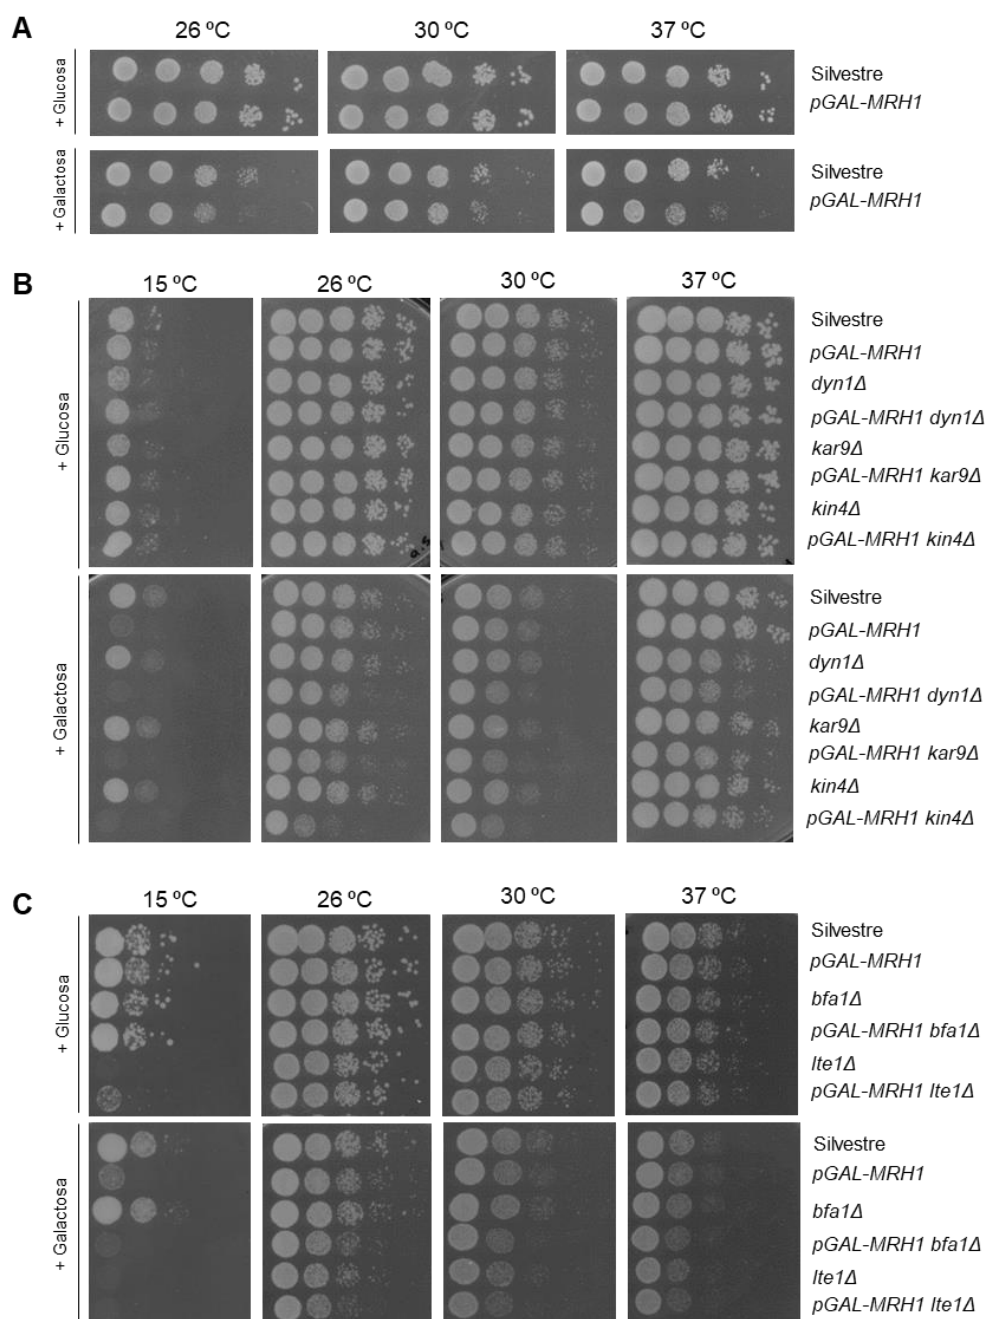 A
26 ºC 30 ºC 37 ºC
+ Glucosa
Silvestre
pGAL-MRH1
+ Galactosa
Silvestre
pGAL-MRH1
B
15 ºC 26 ºC 30 ºC 37 ºC
+ Glucosa
Silvestre
pGAL-MRH1
dyn1Δ
pGAL-MRH1 dyn1Δ
kar9Δ
pGAL-MRH1 kar9Δ
kin4Δ
pGAL-MRH1 kin4Δ
+ Galactosa
Silvestre
pGAL-MRH1
dyn1Δ
pGAL-MRH1 dyn1Δ
kar9Δ
pGAL-MRH1 kar9Δ
kin4Δ
pGAL-MRH1 kin4Δ
C
15 ºC 26 ºC 30 ºC 37 ºC
+ Glucosa
Silvestre
pGAL-MRH1
bfa1Δ
pGAL-MRH1 bfa1Δ
lte1Δ
pGAL-MRH1 lte1Δ
+ Galactosa
Silvestre
pGAL-MRH1
bfa1Δ
pGAL-MRH1 bfa1Δ
lte1Δ
pGAL-MRH1 lte1Δ